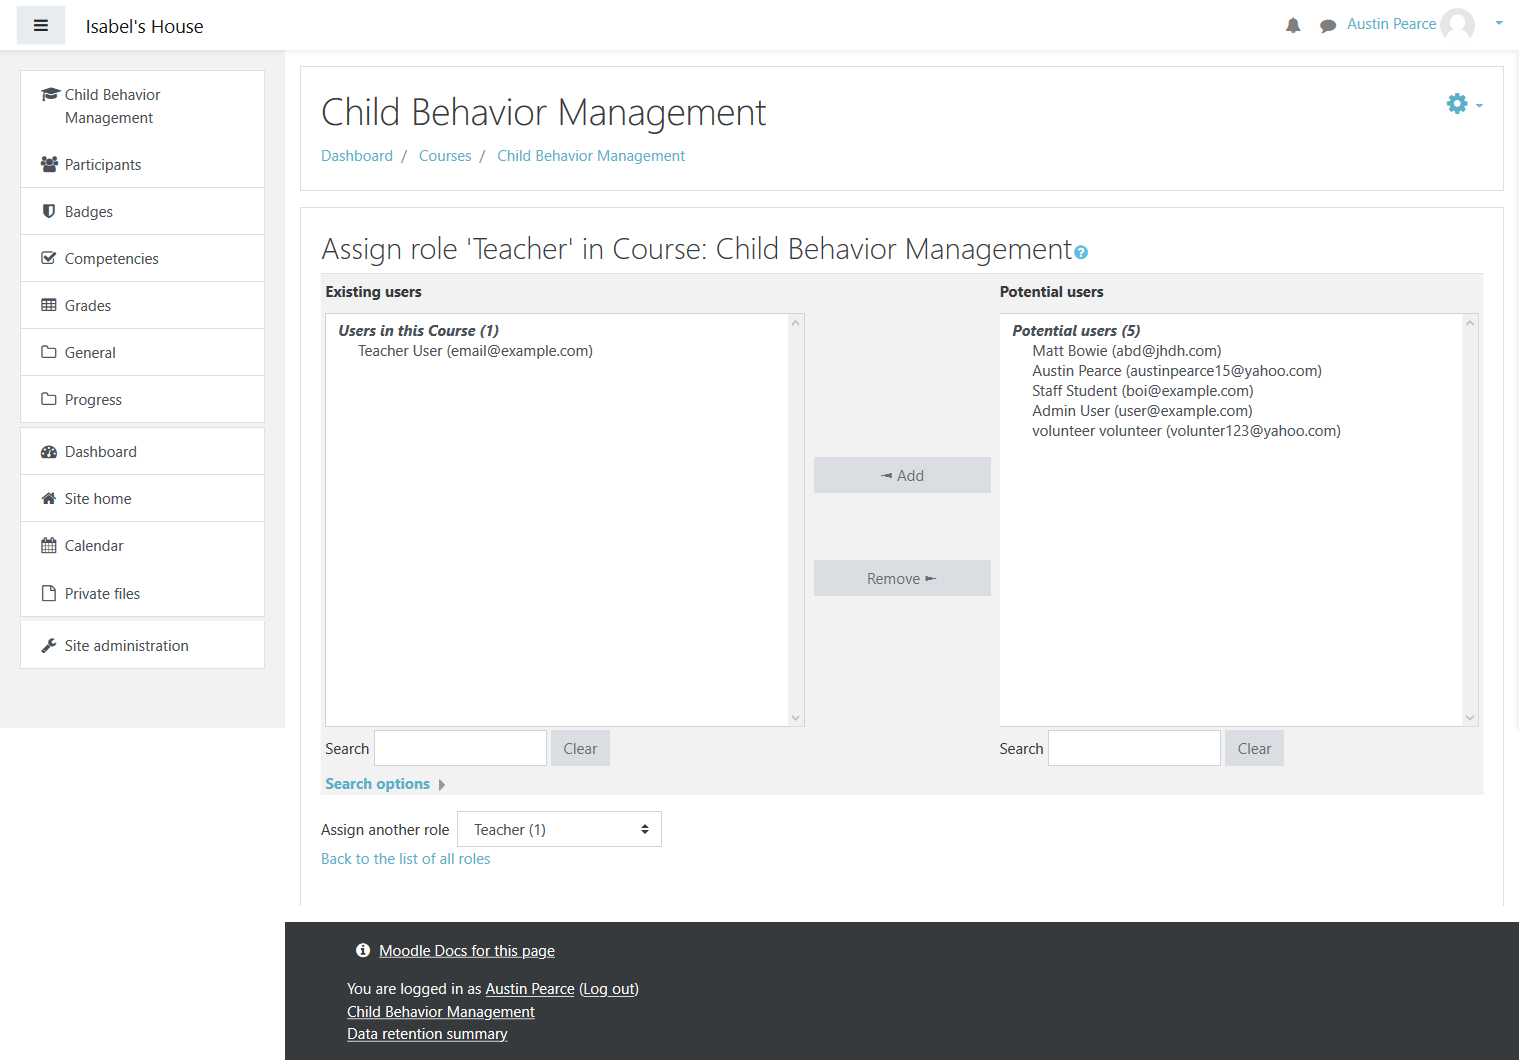 Isabel's House
Austin Pearce
Child Behavior
Management
Participants
Badges
Competencies
Grades
General
Progress
Dashboard
Site home
Calendar
Private files
Site administration
Child Behavior Management
Dashboard / Courses / Child Behavior Management
Assign role 'Teacher' in Course: Child Behavior Management
Existing users
Users in this Course (1)
Teacher User (email@example.com)
Search
Clear
Search options
Add
Remove
Potential users
Potential users (5)
Matt Bowie (abd@jhdh.com)
Austin Pearce (austinpearce15@yahoo.com)
Staff Student (boi@example.com)
Admin User (user@example.com)
volunteer volunteer (volunter123@yahoo.com)
Search
Clear
Assign another role Teacher (1)
Back to the list of all roles
Moodle Docs for this page
You are logged in as Austin Pearce (Log out)
Child Behavior Management
Data retention summary